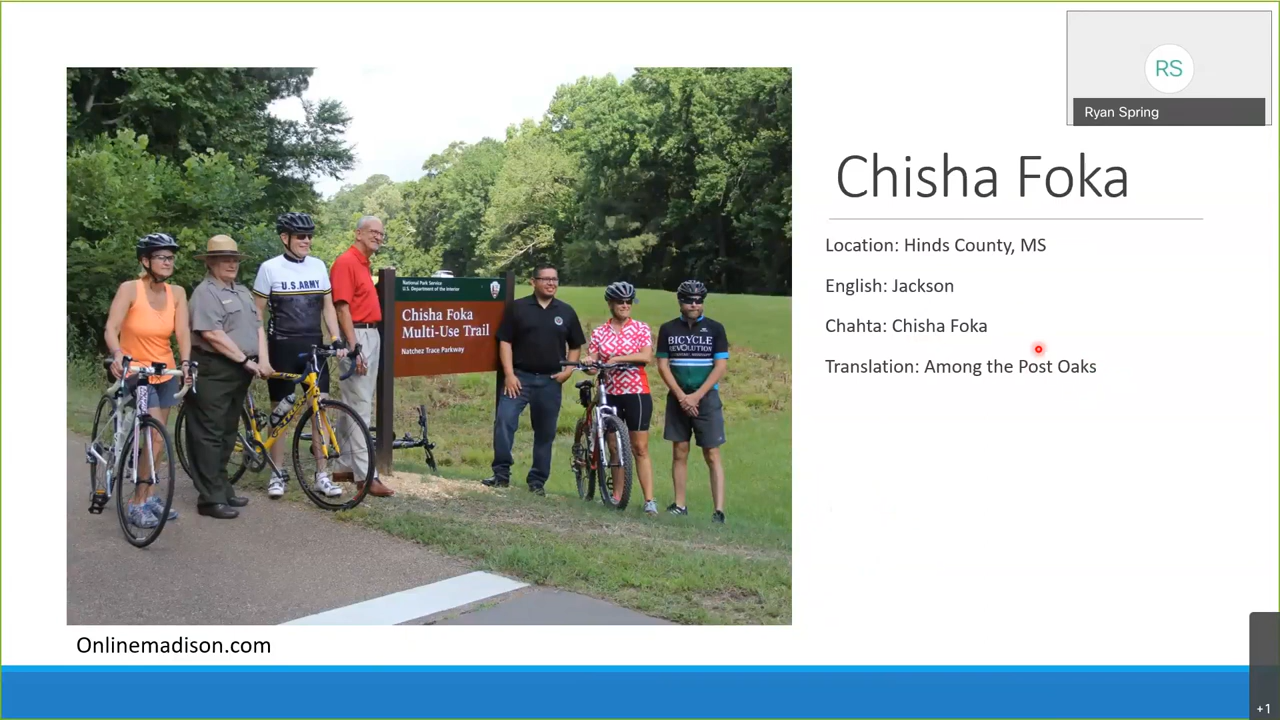 RS
Ryan Spring
Chisha Foka
Location: Hinds County, MS
English: Jackson
Chahta: Chisha Foka
Translation: Among the Post Oaks
National Park Service
U.S. Department of the Interior
Chisha Foka
Multi-Use Trail
Natchez Trace Parkway
U.S. ARMY
BICYCLE
REVOLUTION
Onlinemadison.com
+1